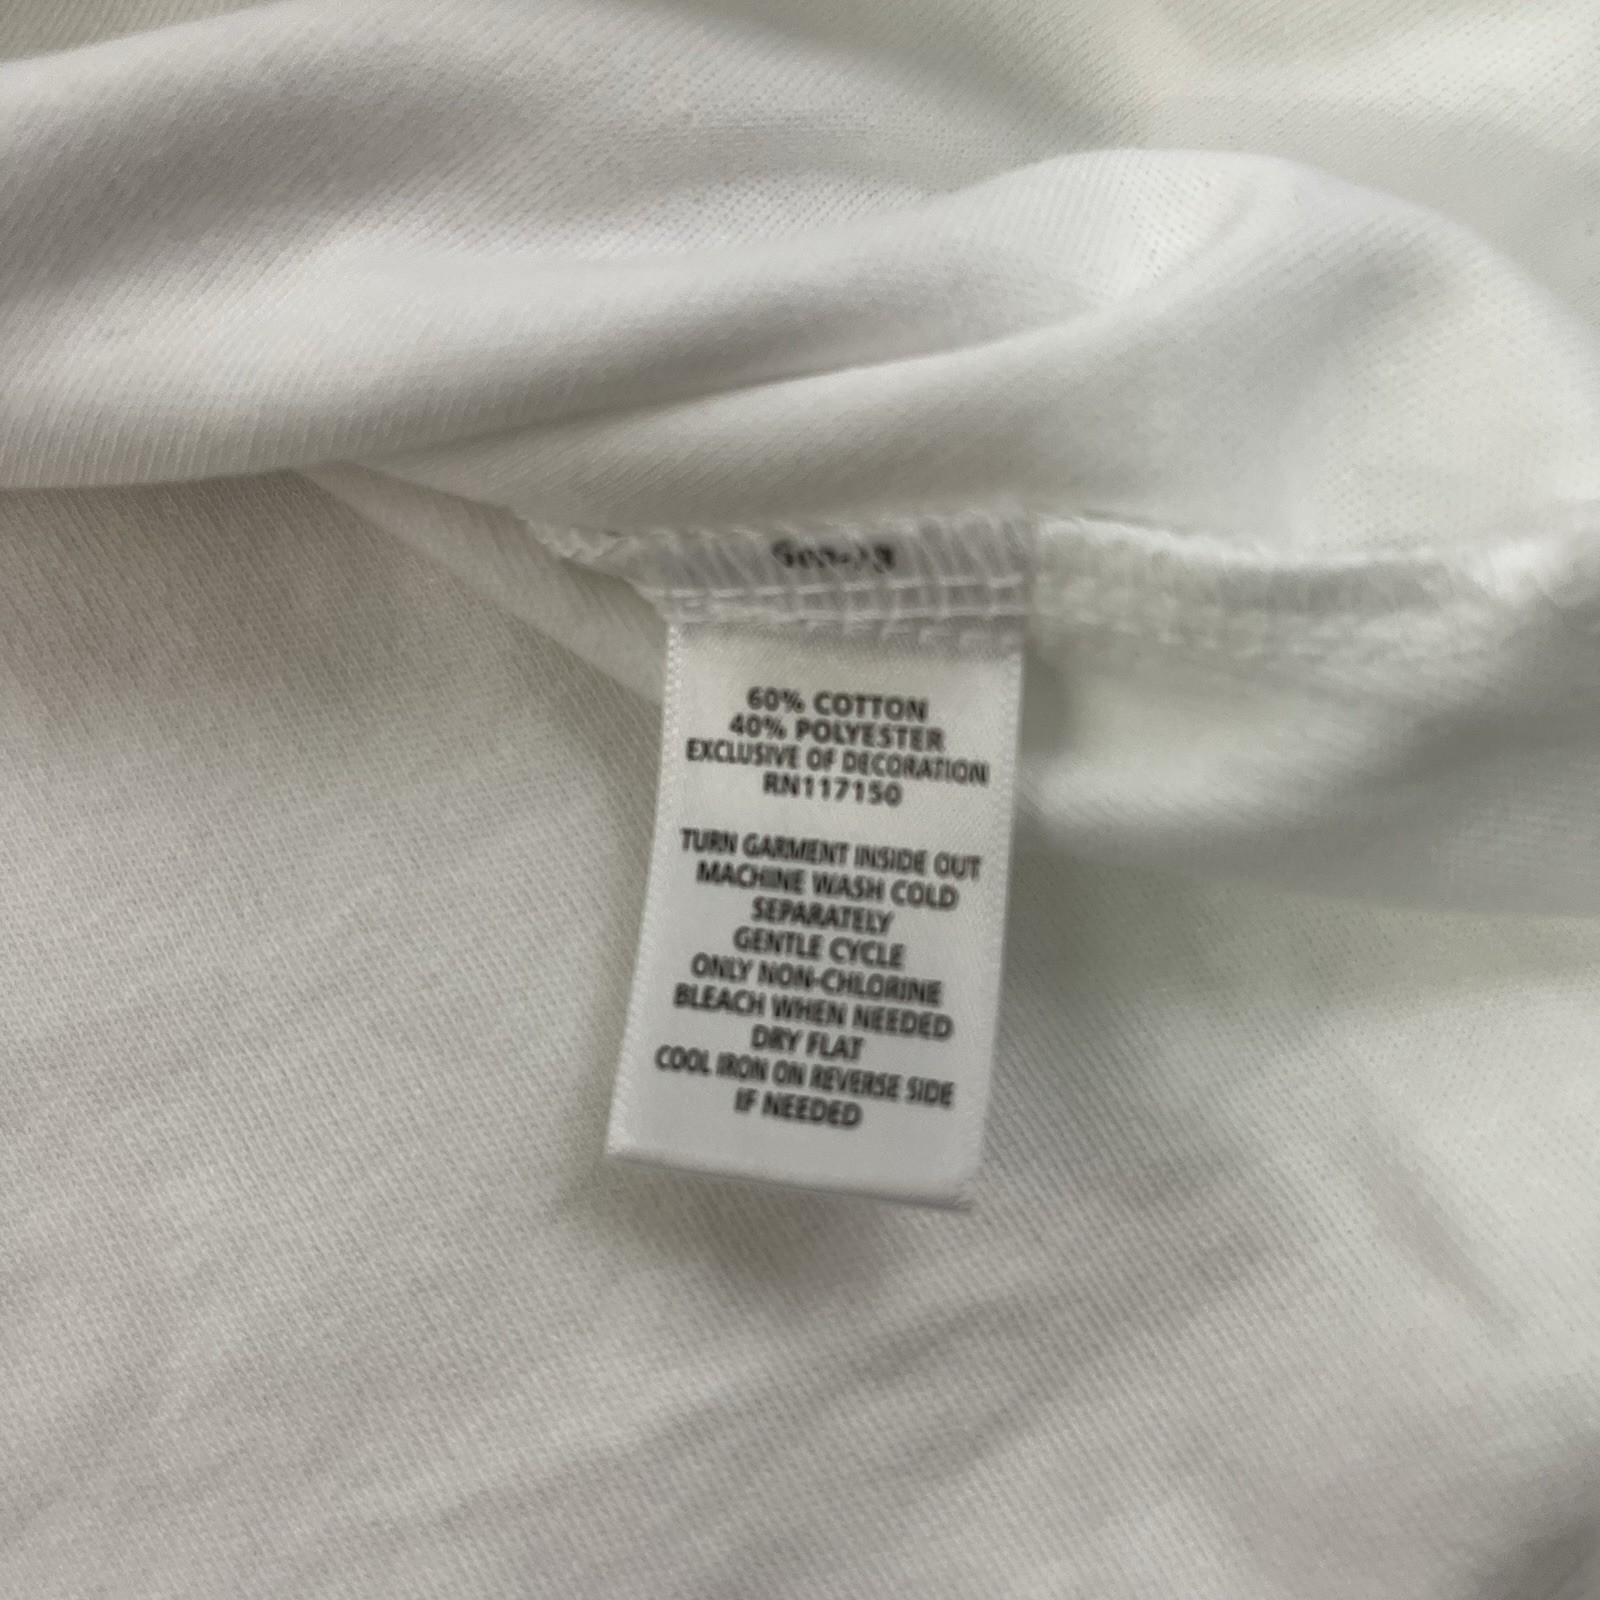 60% COTTON
40% POLYESTER
EXCLUSIVE OF DECORATION
RN117150
TURN GARMENT INSIDE OUT
MACHINE WASH COLD
SEPARATELY
GENTLE CYCLE
ONLY NON-CHLORINE
BLEACH WHEN NEEDED
DRY FLAT
COOL IRON ON REVERSE SIDE
IF NEEDED